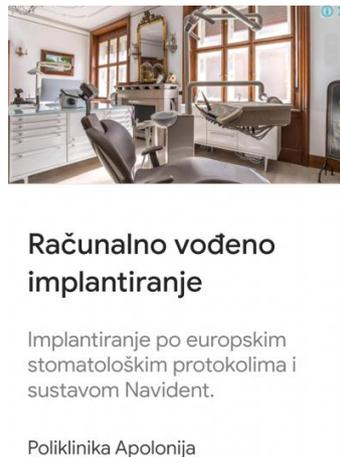 Računalno vođeno
implantiranje
Implantiranje po europskim
stomatološkim protokolima i
sustavom Navident.
Poliklinika Apolonija